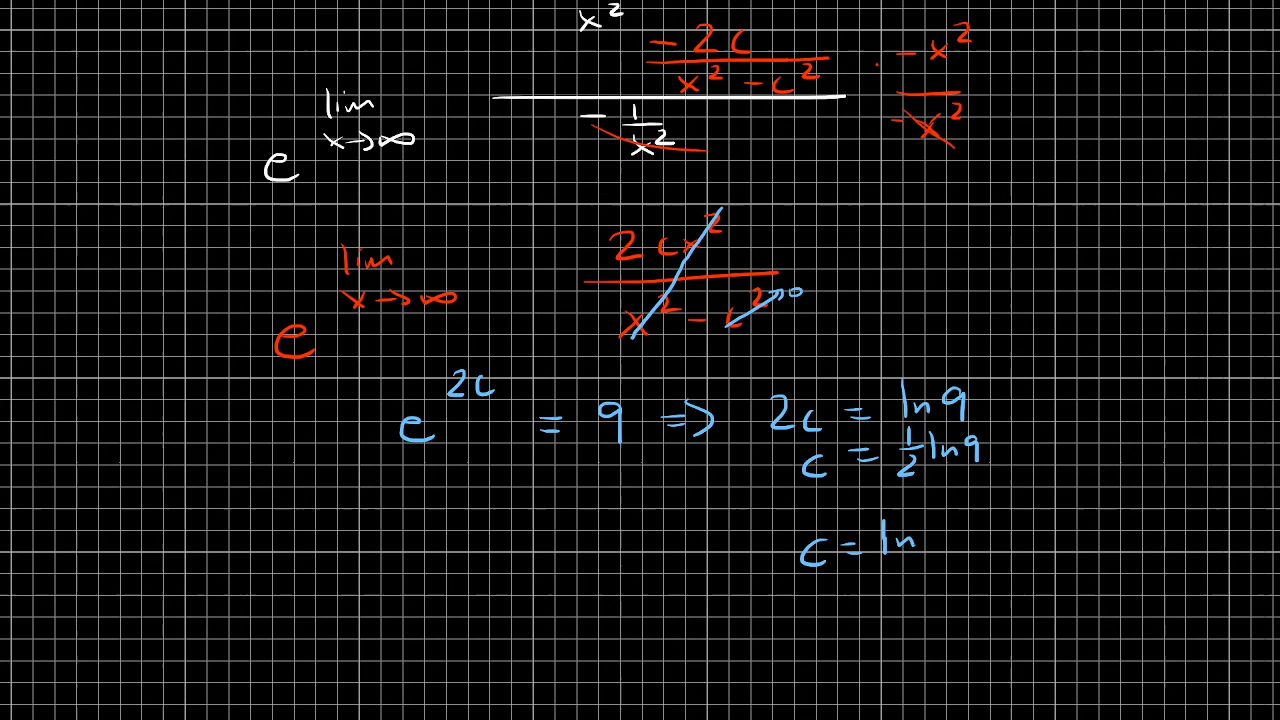 x²
-2c / x² - c² · -x² / -x²
e lim x→∞ -1/x²
e lim x→∞ 2cx² / x² - c² →0
e^2c = 9 ⇒ 2c = ln 9
c = 1/2 ln 9
c = ln